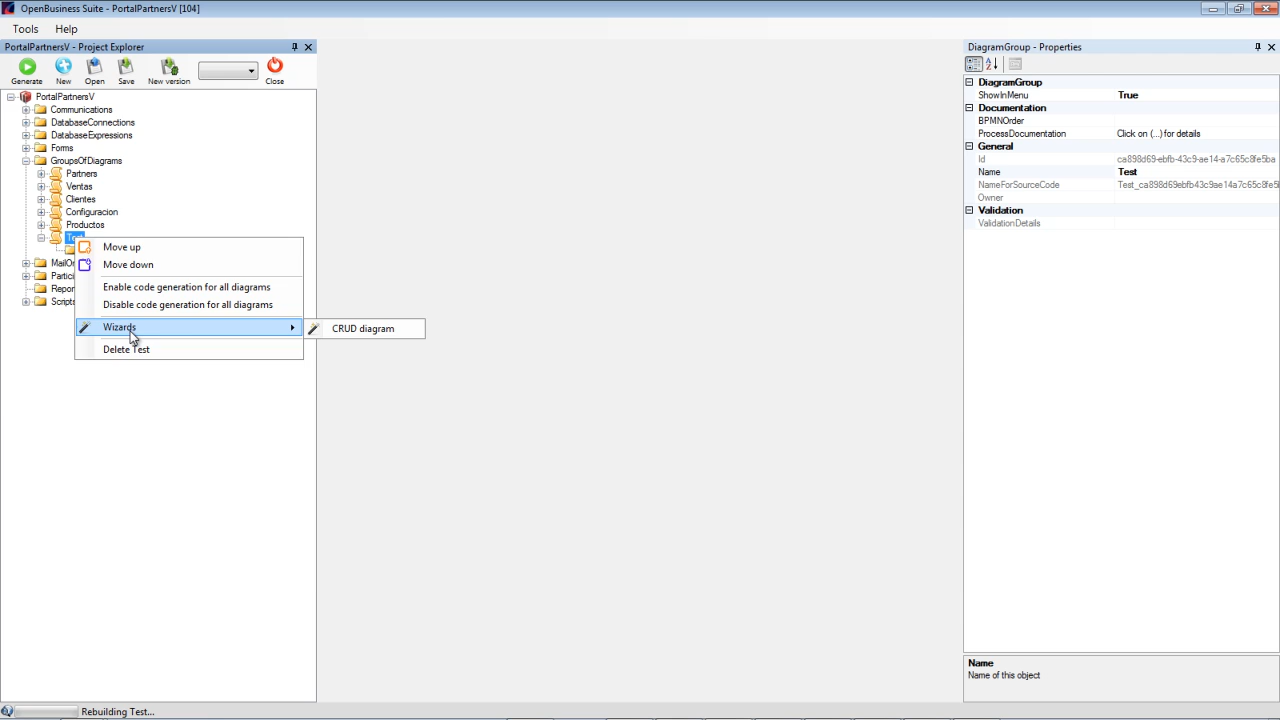 OpenBusiness Suite - PortalPartnersV [104]
Tools Help
PortalPartnersV - Project Explorer
Generate New Open Save New version Close
PortalPartnersV
Communications
DatabaseConnections
DatabaseExpressions
Forms
GroupsOfDiagrams
Partners
Ventas
Clientes
Configuracion
Productos
Move up
Move down
Enable code generation for all diagrams
Disable code generation for all diagrams
Wizards
CRUD diagram
Delete Test
Rebuilding Test...
DiagramGroup - Properties
DiagramGroup
ShowInMenu True
Documentation
BPMNOrder
ProcessDocumentation Click on (...) for details
General
Id ca898d69-ebfb-43c9-ae14-a7c65c8fe5ba
Name Test
NameForSourceCode Test_ca898d69ebfb43c9ae14a7c65c8fe5
Owner
Validation
ValidationDetails
Name
Name of this object